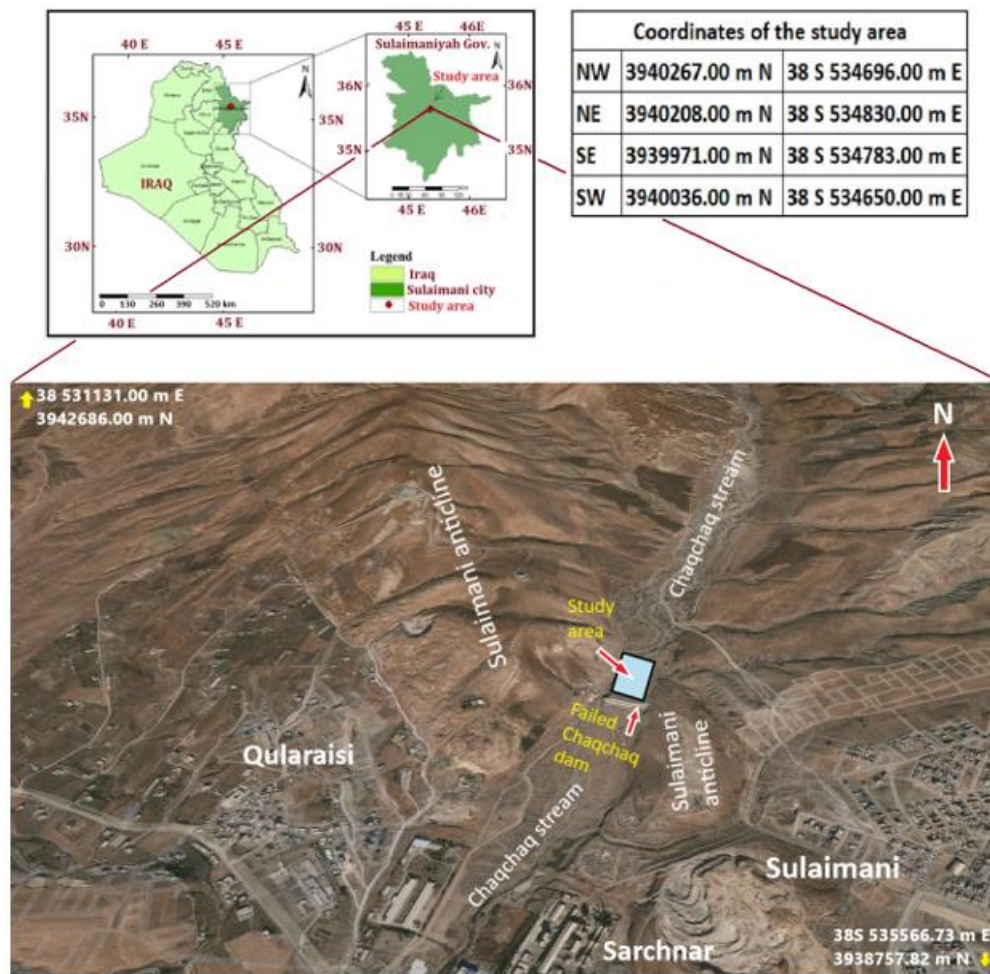 40 E
45 E
N
35N
35N
IRAQ
30N
30N
0 130 260 390 520 km
40 E
45 E
Sulaimaniyah Gov.
Study area
N
45 E
46 E
36N
36N
35N
35N
45 E
46 E
Legend
Iraq
Sulaimani city
Study area
Coordinates of the study area
NW 3940267.00 m N 38 S 534696.00 m E
NE 3940208.00 m N 38 S 534830.00 m E
SE 3939971.00 m N 38 S 534783.00 m E
SW 3940036.00 m N 38 S 534650.00 m E
38 531131.00 m E
3942686.00 m N
N
Sulaimani anticline
Chaqchaq stream
Study
area
Failed
Chaqchaq
dam
Sulaimani
anticline
Qularaisi
Chaqchaq stream
Sulaimani
Sarchnar
38S 535566.73 m E
3938757.82 m N